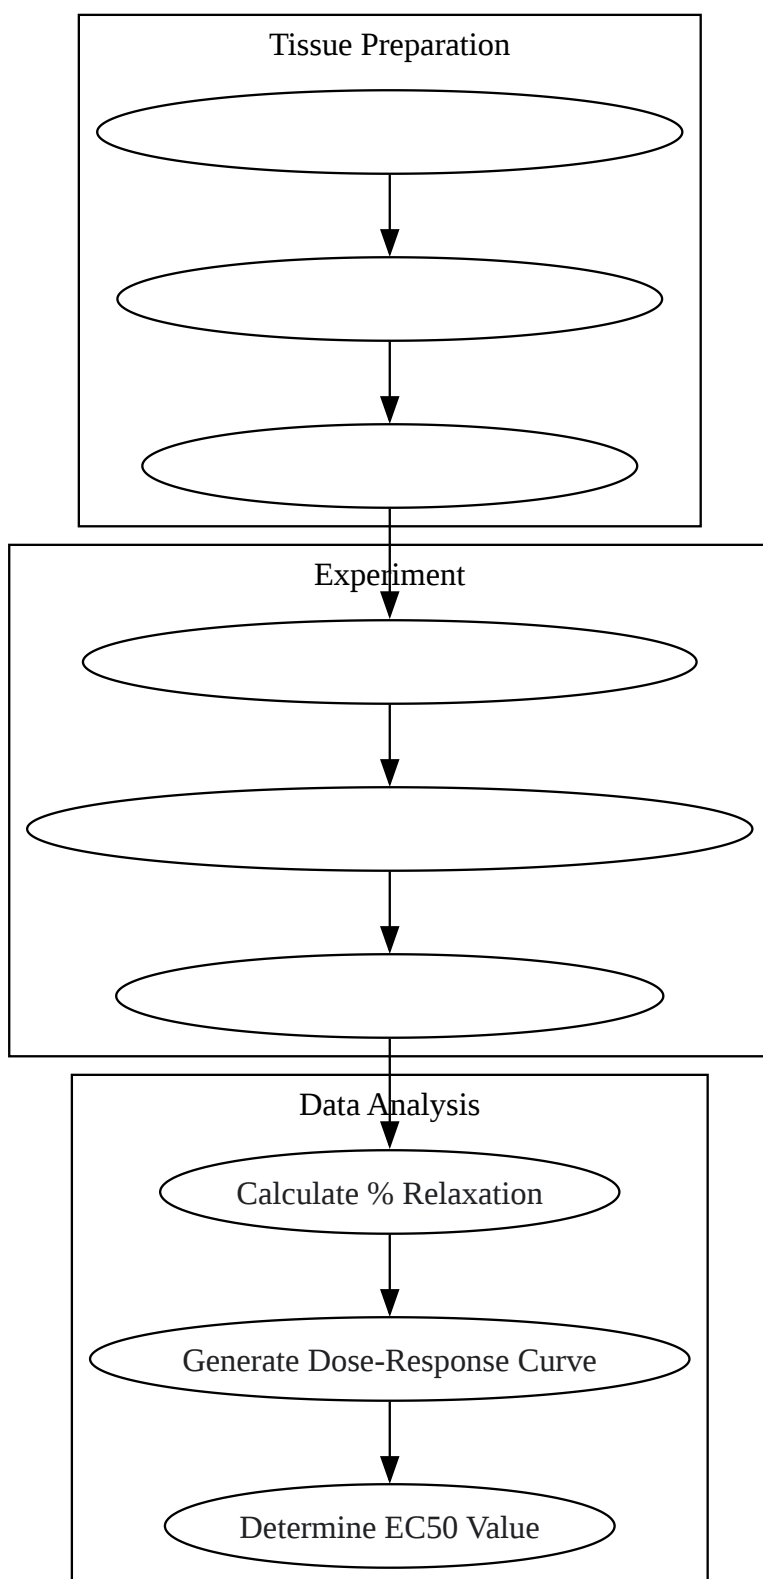 Tissue Preparation
Experiment
Data Analysis
Calculate % Relaxation
Generate Dose-Response Curve
Determine EC50 Value